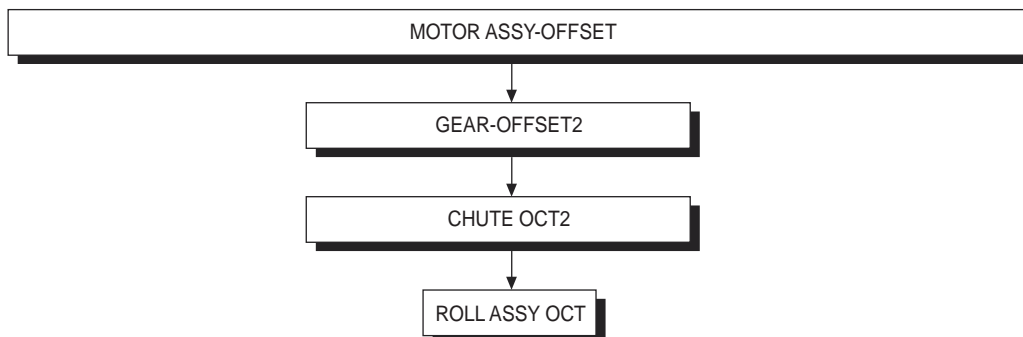 MOTOR ASSY-OFFSET
GEAR-OFFSET2
CHUTE OCT2
ROLL ASSY OCT